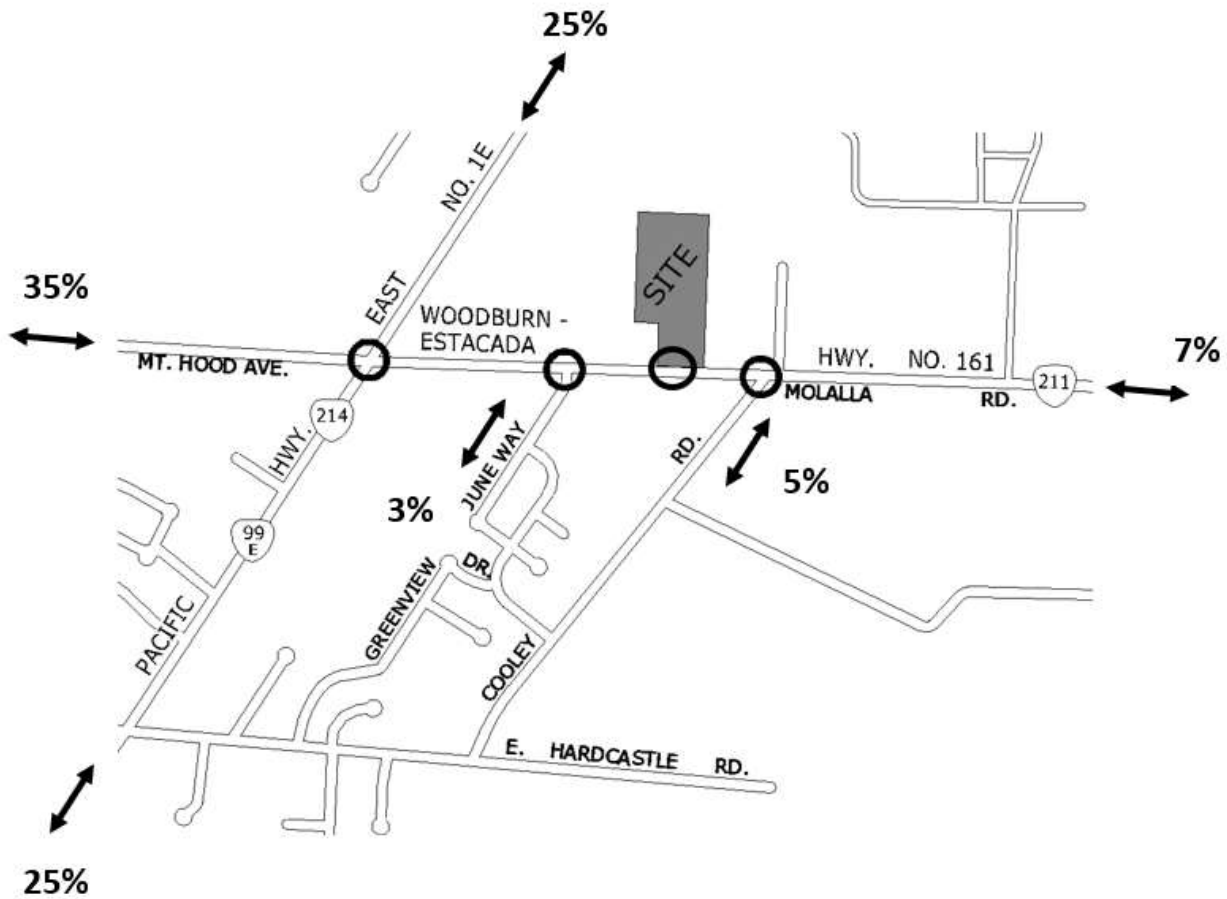 25%
NO. 1E
EAST
SITE
35%
WOODBURN -
ESTACADA
MT. HOOD AVE.
HWY. NO. 161
7%
MOLALLA
RD.
211
214
HWY.
JUNE WAY
RD.
5%
3%
99
E
GREENVIEW
DR.
PACIFIC
COOLEY
E. HARDCASTLE RD.
25%